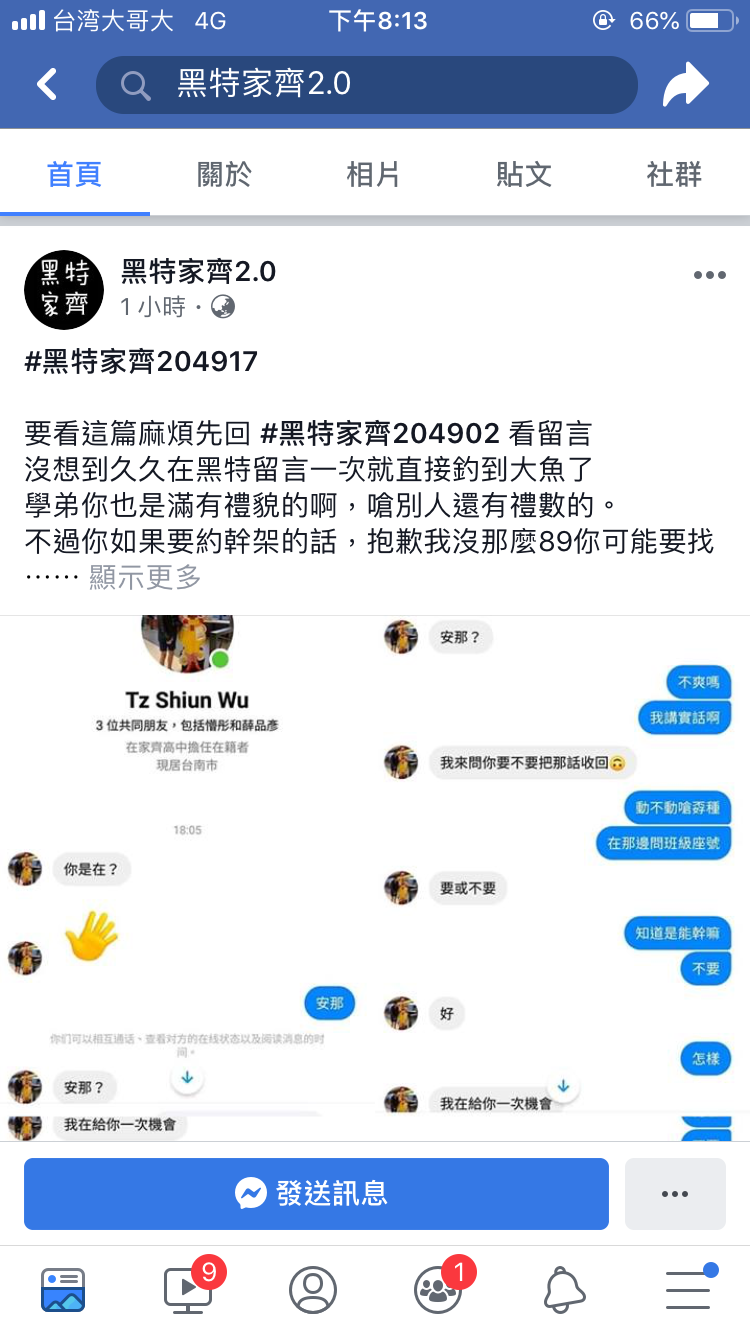 台湾大哥大 4G 下午8:13 66%
黑特家齊2.0
首頁 關於 相片 貼文 社群
黑特
家齊
黑特家齊2.0
1 小時 ·
#黑特家齊204917
要看這篇麻煩先回 #黑特家齊204902 看留言
沒想到久久在黑特留言一次就直接釣到大魚了
學弟你也是滿有禮貌的啊，嗆別人還有禮數的。
不過你如果要約幹架的話，抱歉我沒那麼89你可能要找
…… 顯示更多
Tz Shiun Wu
3 位共同朋友，包括懵彤和薛品彥
在家齊高中擔任在籍者
現居台南市
18:05
你是在？
安那
你们可以相互通话、查看对方的在线状态以及阅读消息的时
间。
安那？
我在給你一次機會
安那？
不爽嗎
我講實話啊
我來問你要不要把那話收回🙃
動不動嗆孬種
在那邊問班級座號
要或不要
知道是能幹嘛
不要
好
怎樣
我在給你一次機會
發送訊息
9
1